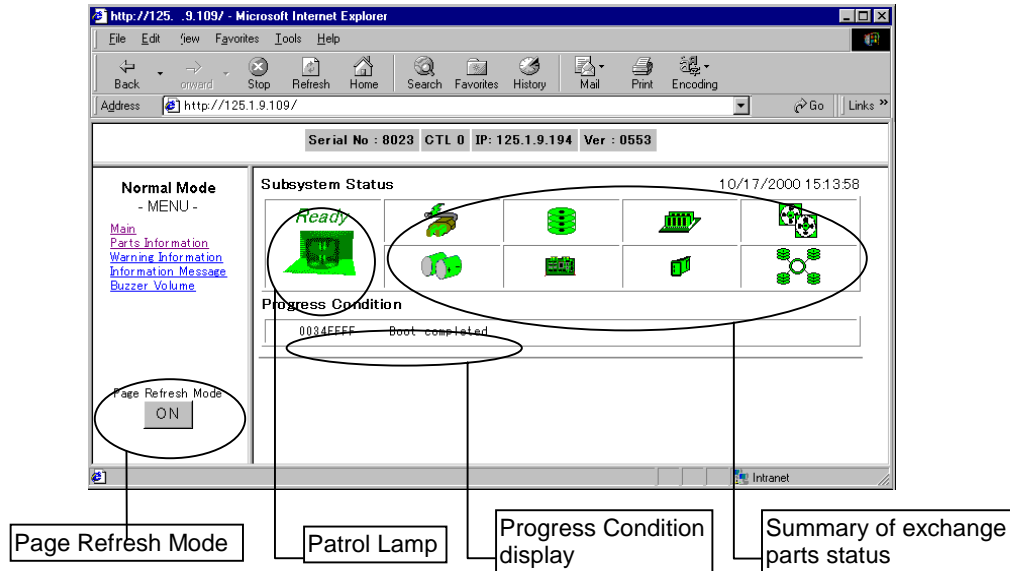 http://125. .9.109/ - Microsoft Internet Explorer
File Edit iew Favorites Tools Help
Back orward Stop Refresh Home Search Favorites History Mail Print Encoding
Address http://125.1.9.109/ Go Links »
Serial No : 8023 CTL 0 IP: 125.1.9.194 Ver : 0553
Normal Mode
- MENU -
Main
Parts Information
Warning Information
Information Message
Buzzer Volume
Page Refresh Mode
ON
Subsystem Status 10/17/2000 15:13:58
Ready
Progress Condition
0034FFFF Boot completed
Intranet
Page Refresh Mode
Patrol Lamp
Progress Condition
display
Summary of exchange
parts status